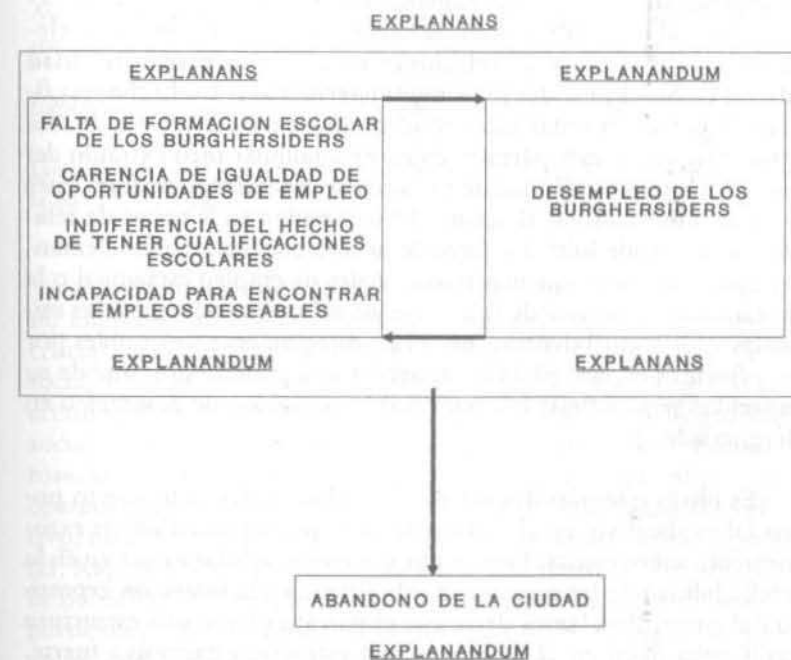 EXPLANANS
EXPLANANS
EXPLANANDUM
FALTA DE FORMACION ESCOLAR
DE LOS BURGHERSIDERS
CARENCIA DE IGUALDAD DE
OPORTUNIDADES DE EMPLEO
INDIFERENCIA DEL HECHO
DE TENER CUALIFICACIONES
ESCOLARES
INCAPACIDAD PARA ENCONTRAR
EMPLEOS DESEABLES
DESEMPLEO DE LOS
BURGHERSIDERS
EXPLANANDUM
EXPLANANS
ABANDONO DE LA CIUDAD
EXPLANANDUM